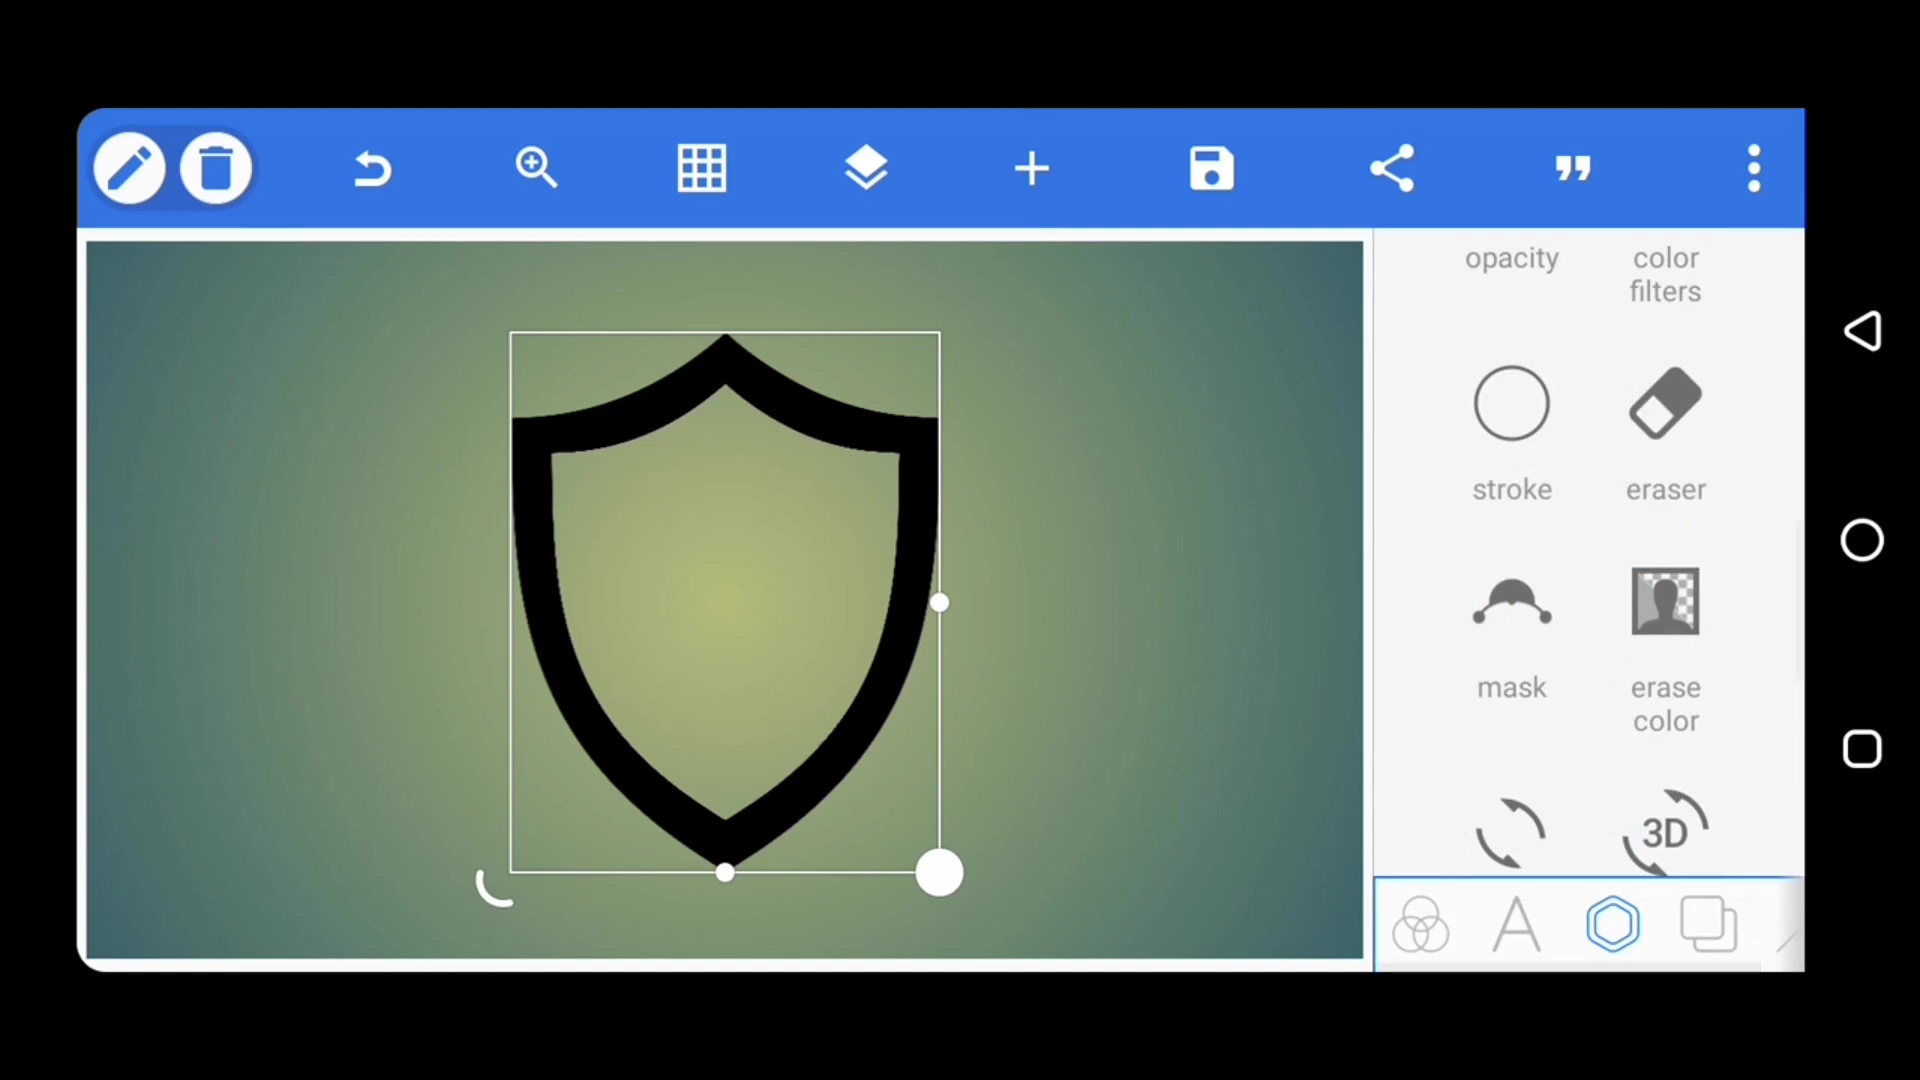 opacity
color
filters
stroke
eraser
mask
erase
color
3D
A